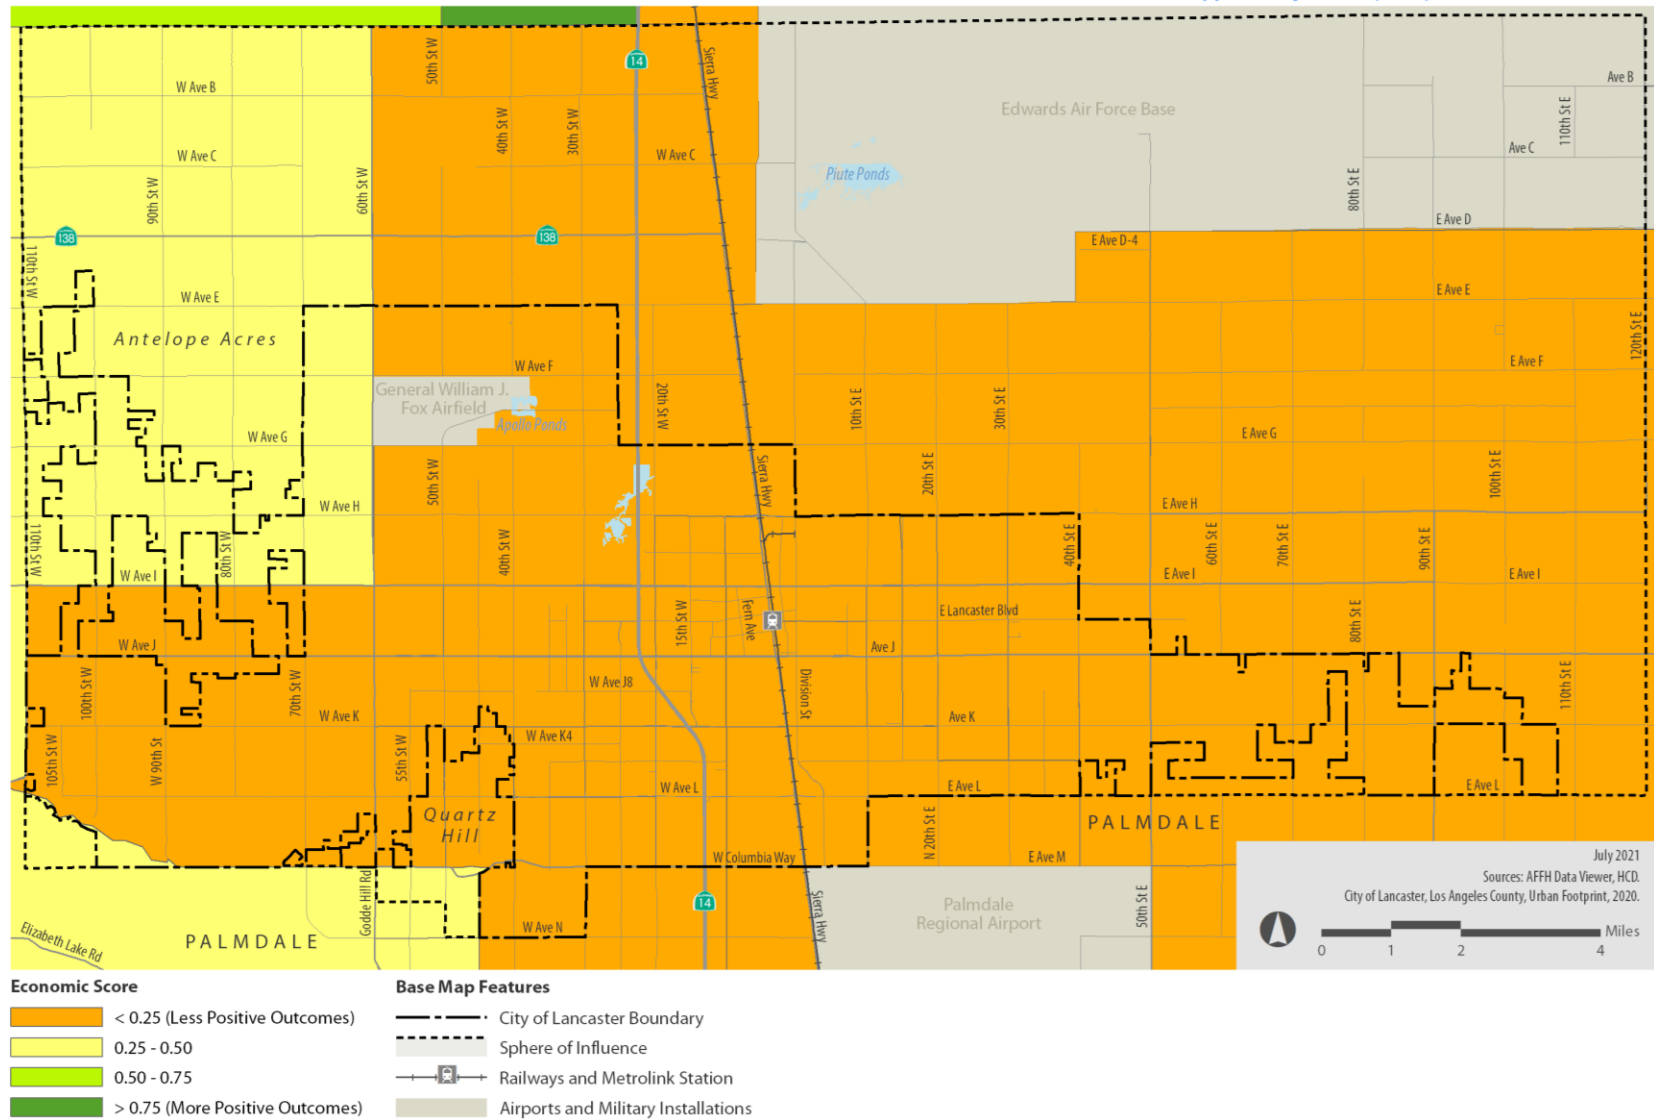 50th St W
14
Sierra Hwy
Ave B
W Ave B
Edwards Air Force Base
110th St E
40th St W
30th St W
Ave C
W Ave C
W Ave C
Piute Ponds
90th St W
60th St W
80th St E
E Ave D
138
138
E Ave D-4
110th St W
W Ave E
E Ave E
Antelope Acres
120th St E
W Ave F
E Ave F
General William J.
Fox Airfield
20th St W
10th St E
30th St E
Apollo Ponds
W Ave G
E Ave G
50th St W
Sierra Hwy
20th St E
100th St E
W Ave H
E Ave H
110th St W
80th St W
40th St W
40th St E
60th St E
70th St E
90th St E
W Ave I
E Ave I
E Ave I
15th St W
Fern Ave
E Lancaster Blvd
80th St E
W Ave J
Ave J
100th St W
70th St W
W Ave J8
Division St
110th St E
W Ave K
Ave K
105th St W
W 90th St
55th St W
W Ave K4
W Ave L
E Ave L
E Ave L
Quartz
Hill
N 20th St E
PALMDALE
W Columbia Way
E Ave M
July 2021
Sources: AFFH Data Viewer, HCD.
City of Lancaster, Los Angeles County, Urban Footprint, 2020.
Godde Hill Rd
14
Sierra Hwy
Palmdale
Regional Airport
50th St E
Elizabeth Lake Rd
PALMDALE
W Ave N
Miles
0 1 2 4
Economic Score
< 0.25 (Less Positive Outcomes)
0.25 - 0.50
0.50 - 0.75
> 0.75 (More Positive Outcomes)
Base Map Features
City of Lancaster Boundary
Sphere of Influence
Railways and Metrolink Station
Airports and Military Installations